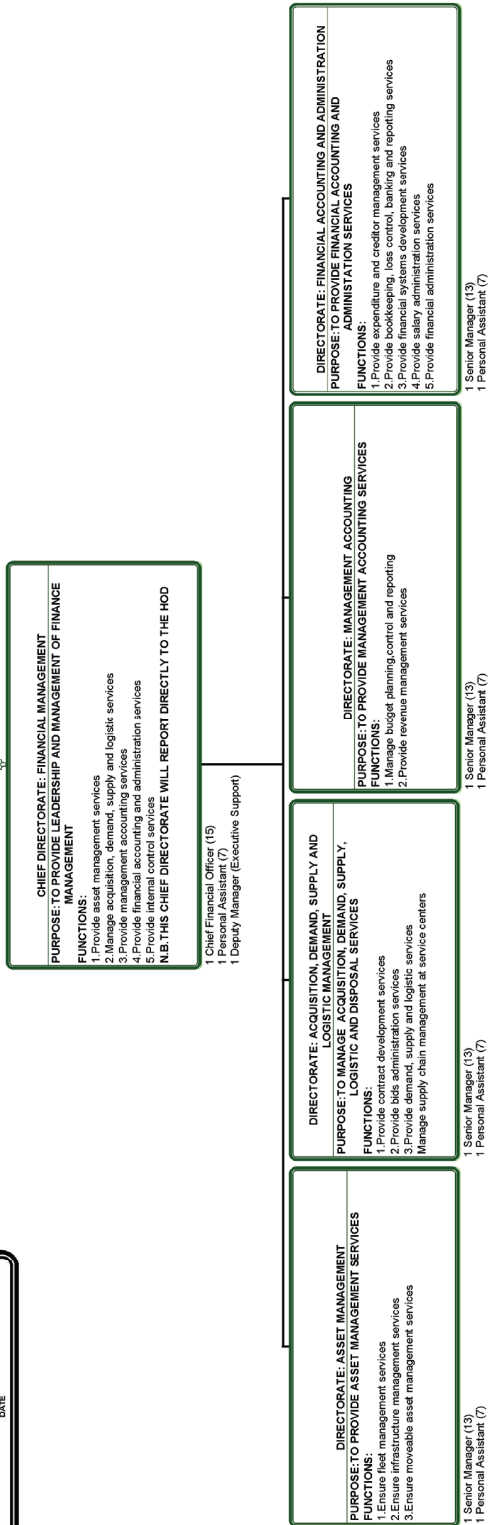 DATE
CHIEF DIRECTORATE: FINANCIAL MANAGEMENT
PURPOSE: TO PROVIDE LEADERSHIP AND MANAGEMENT OF FINANCE
MANAGEMENT
FUNCTIONS:
1.Provide asset management services
2.Manage acquisition, demand, supply and logistic services
3.Provide management accounting services
4.Provide financial accounting and administration services
5.Provide internal control services
N.B.THIS CHIEF DIRECTORATE WILL REPORT DIRECTLY TO THE HOD
1 Chief Financial Officer (15)
1 Personal Assistant (7)
1 Deputy Manager (Executive Support)
DIRECTORATE: ASSET MANAGEMENT
PURPOSE: TO PROVIDE ASSET MANAGEMENT SERVICES
FUNCTIONS:
1.Ensure fleet management services
2.Ensure infrastructure management services
3.Ensure moveable asset management services
1 Senior Manager (13)
1 Personal Assistant (7)
DIRECTORATE: ACQUISITION, DEMAND, SUPPLY AND
LOGISTIC MANAGEMENT
PURPOSE: TO MANAGE ACQUISITION, DEMAND, SUPPLY,
LOGISTIC AND DISPOSAL SERVICES
FUNCTIONS:
1.Provide contract development services
2.Provide bids administration services
3.Provide demand, supply and logistic services
Manage supply chain management at service centers
1 Senior Manager (13)
1 Personal Assistant (7)
DIRECTORATE: MANAGEMENT ACCOUNTING
PURPOSE: TO PROVIDE MANAGEMENT ACCOUNTING SERVICES
FUNCTIONS:
1.Manage budget planning,control and reporting
2.Provide revenue management services
1 Senior Manager (13)
1 Personal Assistant (7)
DIRECTORATE: FINANCIAL ACCOUNTING AND ADMINISTRATION
PURPOSE: TO PROVIDE FINANCIAL ACCOUNTING AND
ADMINISTATION SERVICES
FUNCTIONS:
1.Provide expenditure and creditor management services
2.Provide bookkeeping, loss control, banking and reporting services
3.Provide financial systems development services
4.Provide salary administration services
5.Provide financial administration services
1 Senior Manager (13)
1 Personal Assistant (7)